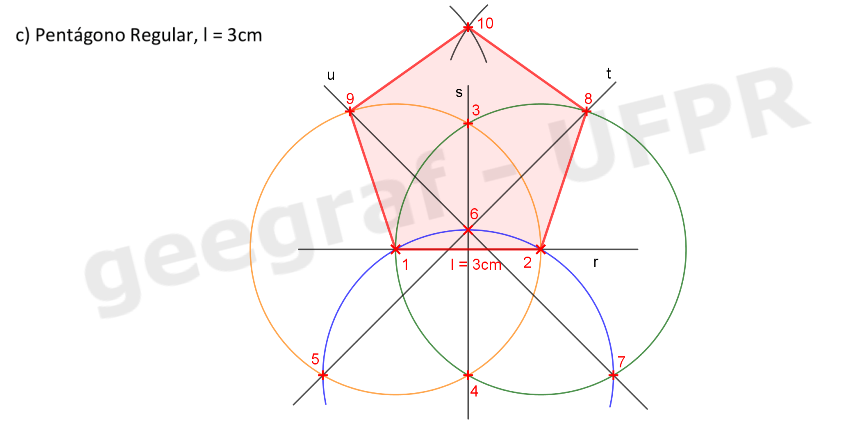 c) Pentágono Regular, l = 3cm
10
u
t
s
9
8
3
geegraf - UFPR
6
1
l = 3cm
2
r
5
7
4